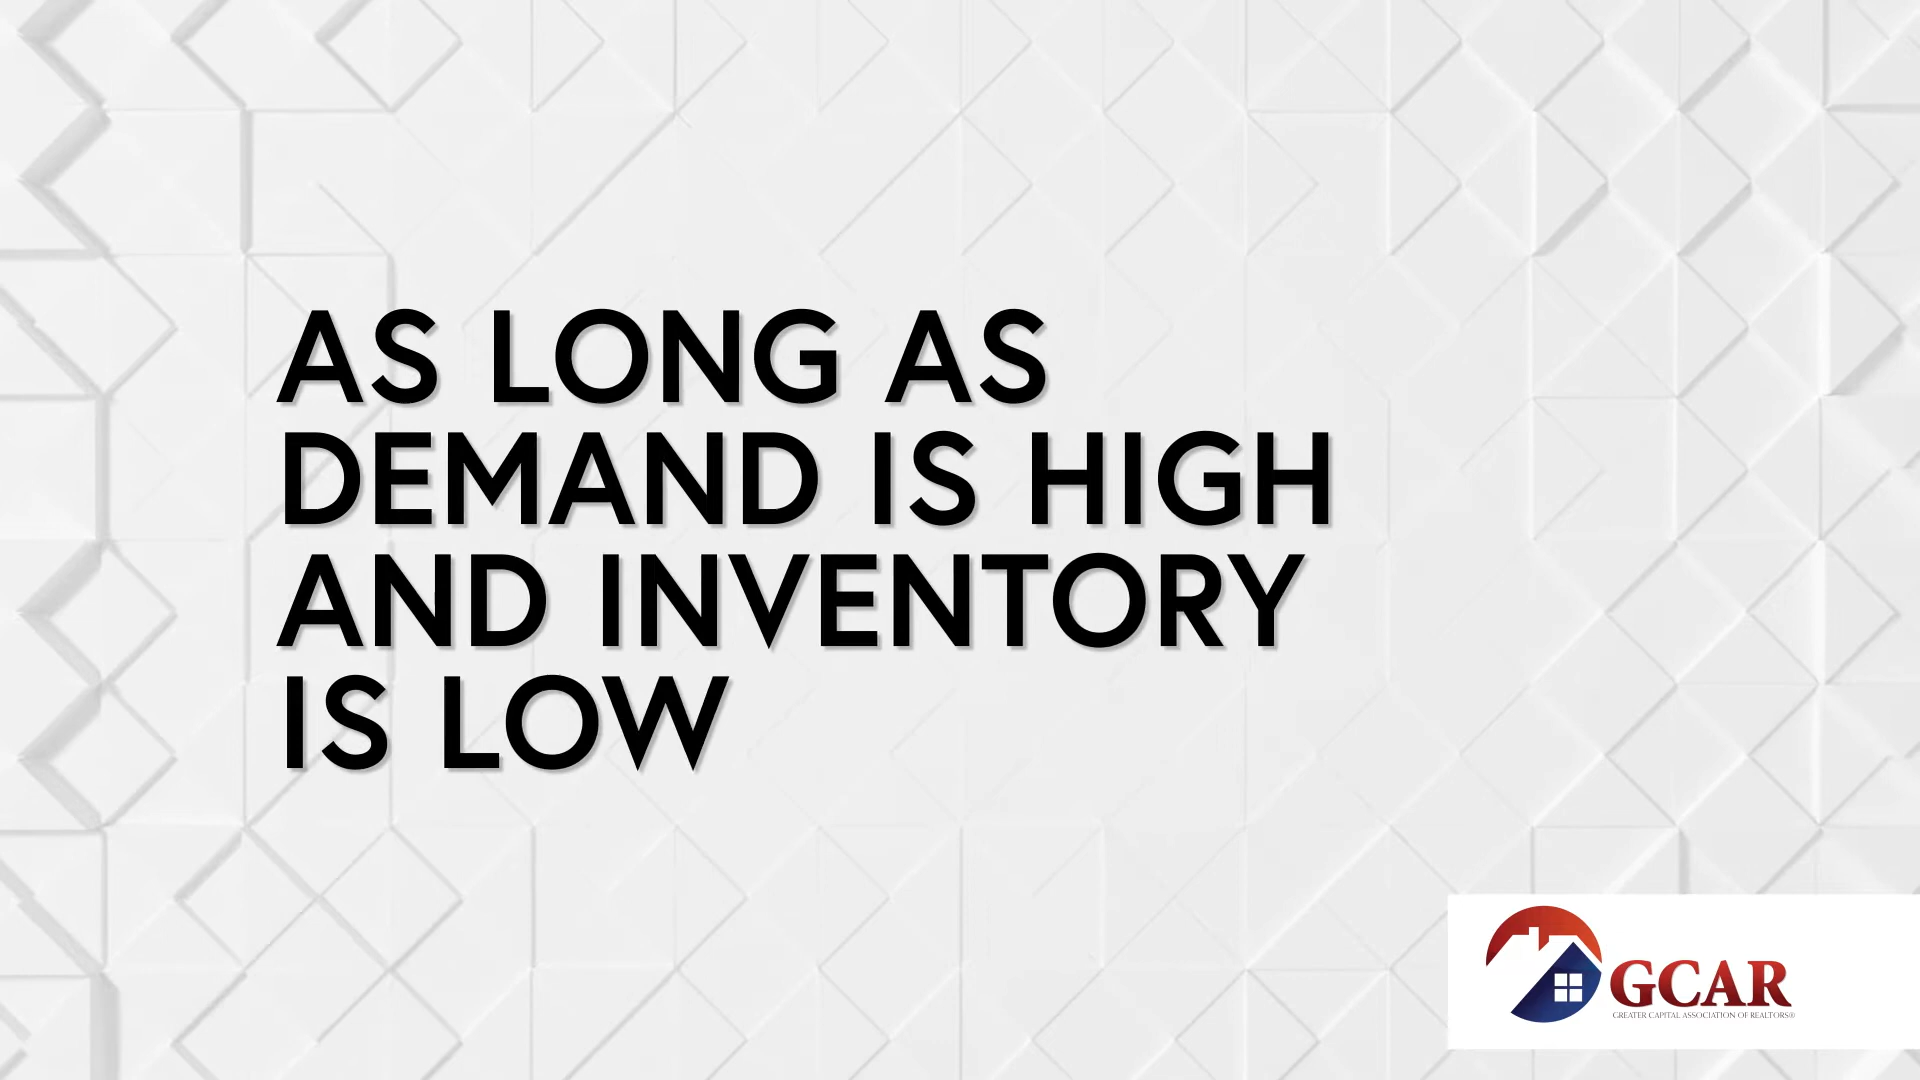 AS LONG AS
DEMAND IS HIGH
AND INVENTORY
IS LOW
GCAR
GREATER CAPITAL ASSOCIATION OF REALTORS®